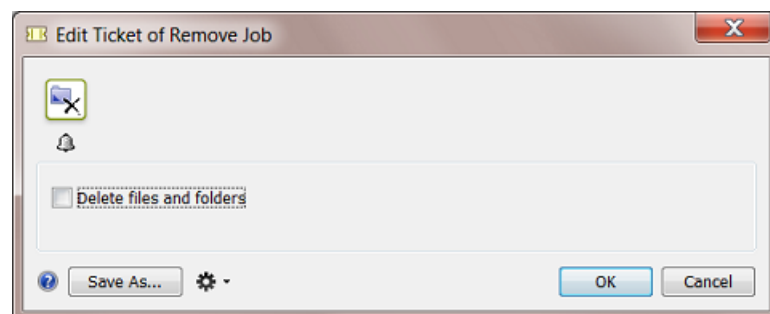 Edit Ticket of Remove Job
Delete files and folders
Save As...
OK
Cancel